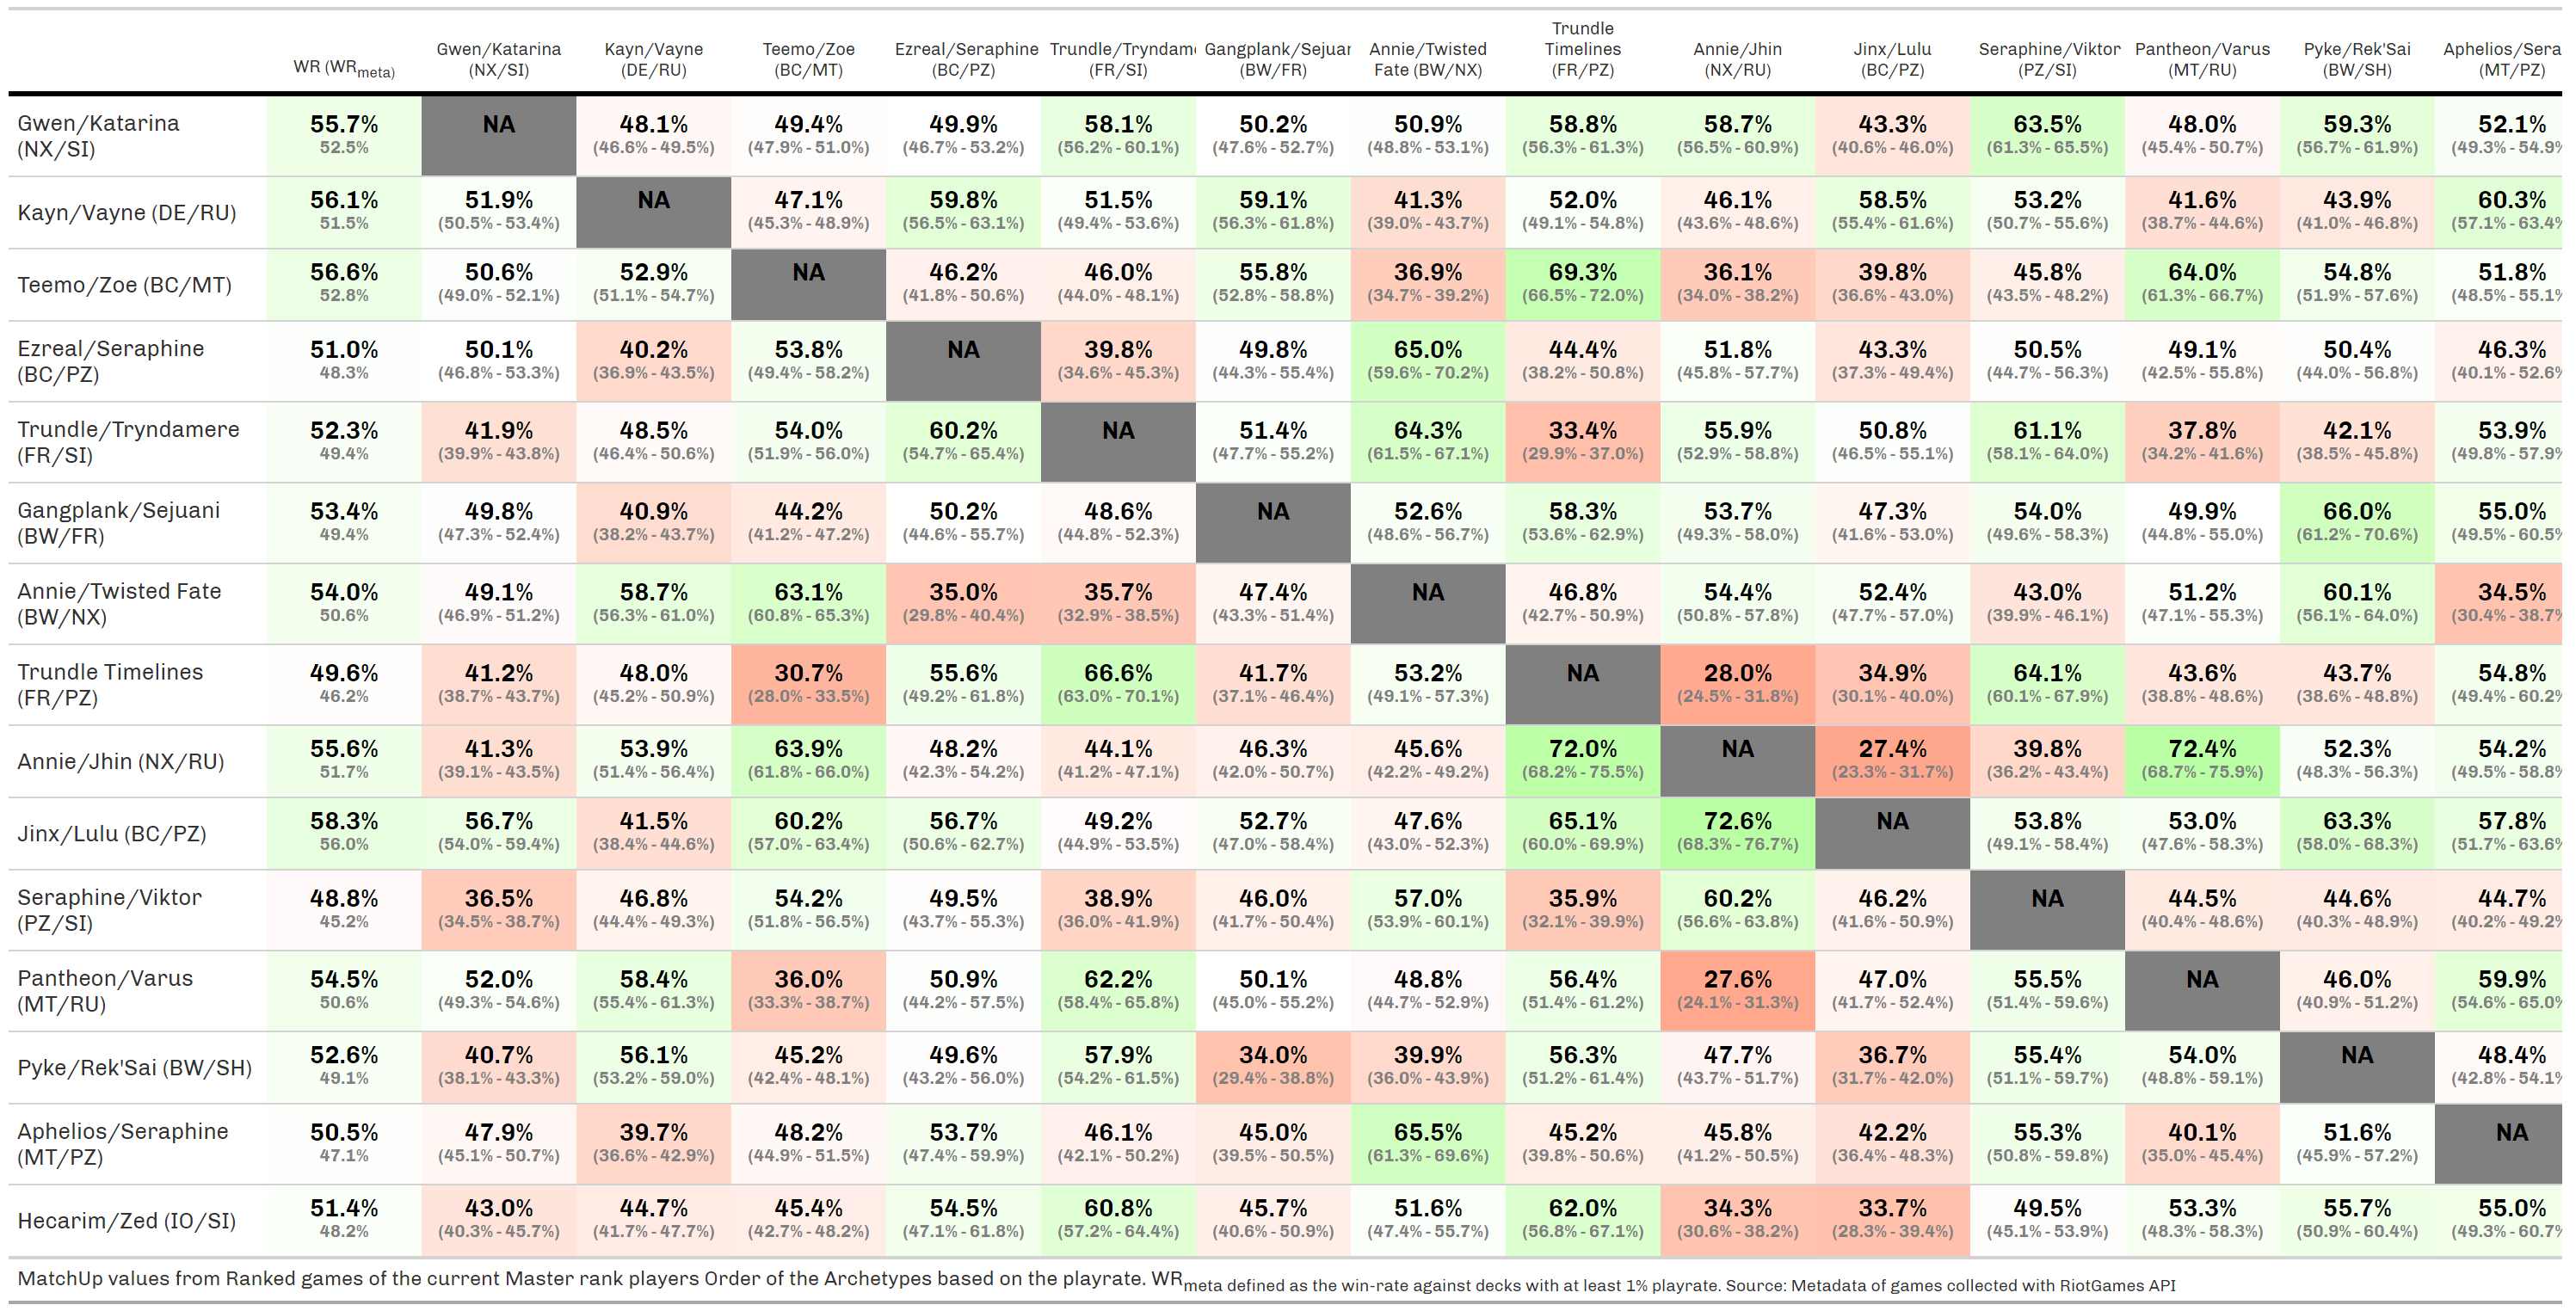 WR (WRmeta) Gwen/Katarina (NX/SI) Kayn/Vayne (DE/RU) Teemo/Zoe (BC/MT) Ezreal/Seraphine (BC/PZ) Trundle/Tryndam (FR/SI) Gangplank/Sejuar (BW/FR) Annie/Twisted Fate (BW/NX) Trundle Timelines (FR/PZ) Annie/Jhin (NX/RU) Jinx/Lulu (BC/PZ) Seraphine/Viktor (PZ/SI) Pantheon/Varus (MT/RU) Pyke/Rek'Sai (BW/SH) Aphelios/Sera (MT/PZ)
Gwen/Katarina 55.7% NA 48.1% 49.4% 49.9% 58.1% 50.2% 50.9% 58.8% 58.7% 43.3% 63.5% 48.0% 59.3% 52.1%
(NX/SI) 52.5% (46.6% - 49.5%) (47.9% - 51.0%) (46.7% - 53.2%) (56.2% - 60.1%) (47.6% - 52.7%) (48.8% - 53.1%) (56.3% - 61.3%) (56.5% - 60.9%) (40.6% - 46.0%) (61.3% - 65.5%) (45.4% - 50.7%) (56.7% - 61.9%) (49.3% - 54.9%
Kayn/Vayne (DE/RU) 56.1% 51.9% NA 47.1% 59.8% 51.5% 59.1% 41.3% 52.0% 46.1% 58.5% 53.2% 41.6% 43.9% 60.3%
51.5% (50.5% - 53.4%) (45.3% - 48.9%) (56.5% - 63.1%) (49.4% - 53.6%) (56.3% - 61.8%) (39.0% - 43.7%) (49.1% - 54.8%) (43.6% - 48.6%) (55.4% - 61.6%) (50.7% - 55.6%) (38.7% - 44.6%) (41.0% - 46.8%) (57.1% - 63.4%
Teemo/Zoe (BC/MT) 56.6% 50.6% 52.9% NA 46.2% 46.0% 55.8% 36.9% 69.3% 36.1% 39.8% 45.8% 64.0% 54.8% 51.8%
52.8% (49.0% - 52.1%) (51.1% - 54.7%) (41.8% - 50.6%) (44.0% - 48.1%) (52.8% - 58.8%) (34.7% - 39.2%) (66.5% - 72.0%) (34.0% - 38.2%) (36.6% - 43.0%) (43.5% - 48.2%) (61.3% - 66.7%) (51.9% - 57.6%) (48.5% - 55.1%
Ezreal/Seraphine 51.0% 50.1% 40.2% 53.8% NA 39.8% 49.8% 65.0% 44.4% 51.8% 43.3% 50.5% 49.1% 50.4% 46.3%
(BC/PZ) 48.3% (46.8% - 53.3%) (36.9% - 43.5%) (49.4% - 58.2%) (34.6% - 45.3%) (44.3% - 55.4%) (59.6% - 70.2%) (38.2% - 50.8%) (45.8% - 57.7%) (37.3% - 49.4%) (44.7% - 56.3%) (42.5% - 55.8%) (44.0% - 56.8%) (40.1% - 52.6%
Trundle/Tryndamere 52.3% 41.9% 48.5% 54.0% 60.2% NA 51.4% 64.3% 33.4% 55.9% 50.8% 61.1% 37.8% 42.1% 53.9%
(FR/SI) 49.4% (39.9% - 43.8%) (46.4% - 50.6%) (51.9% - 56.0%) (54.7% - 65.4%) (47.7% - 55.2%) (61.5% - 67.1%) (29.9% - 37.0%) (52.9% - 58.8%) (46.5% - 55.1%) (58.1% - 64.0%) (34.2% - 41.6%) (38.5% - 45.8%) (49.8% - 57.9%
Gangplank/Sejuani 53.4% 49.8% 40.9% 44.2% 50.2% 48.6% NA 52.6% 58.3% 53.7% 47.3% 54.0% 49.9% 66.0% 55.0%
(BW/FR) 49.4% (47.3% - 52.4%) (38.2% - 43.7%) (41.2% - 47.2%) (44.6% - 55.7%) (44.8% - 52.3%) (48.6% - 56.7%) (53.6% - 62.9%) (49.3% - 58.0%) (41.6% - 53.0%) (49.6% - 58.3%) (44.8% - 55.0%) (61.2% - 70.6%) (49.5% - 60.5%
Annie/Twisted Fate 54.0% 49.1% 58.7% 63.1% 35.0% 35.7% 47.4% NA 46.8% 54.4% 52.4% 43.0% 51.2% 60.1% 34.5%
(BW/NX) 50.6% (46.9% - 51.2%) (56.3% - 61.0%) (60.8% - 65.3%) (29.8% - 40.4%) (32.9% - 38.5%) (43.3% - 51.4%) (42.7% - 50.9%) (50.8% - 57.8%) (47.7% - 57.0%) (39.9% - 46.1%) (47.1% - 55.3%) (56.1% - 64.0%) (30.4% - 38.7%
Trundle Timelines 49.6% 41.2% 48.0% 30.7% 55.6% 66.6% 41.7% 53.2% NA 28.0% 34.9% 64.1% 43.6% 43.7% 54.8%
(FR/PZ) 46.2% (38.7% - 43.7%) (45.2% - 50.9%) (28.0% - 33.5%) (49.2% - 61.8%) (63.0% - 70.1%) (37.1% - 46.4%) (49.1% - 57.3%) (24.5% - 31.8%) (30.1% - 40.0%) (60.1% - 67.9%) (38.8% - 48.6%) (38.6% - 48.8%) (49.4% - 60.2%
Annie/Jhin (NX/RU) 55.6% 41.3% 53.9% 63.9% 48.2% 44.1% 46.3% 45.6% 72.0% NA 27.4% 39.8% 72.4% 52.3% 54.2%
51.7% (39.1% - 43.5%) (51.4% - 56.4%) (61.8% - 66.0%) (42.3% - 54.2%) (41.2% - 47.1%) (42.0% - 50.7%) (42.2% - 49.2%) (68.2% - 75.5%) (23.3% - 31.7%) (36.2% - 43.4%) (68.7% - 75.9%) (48.3% - 56.3%) (49.5% - 58.8%
Jinx/Lulu (BC/PZ) 58.3% 56.7% 41.5% 60.2% 56.7% 49.2% 52.7% 47.6% 65.1% 72.6% NA 53.8% 53.0% 63.3% 57.8%
56.0% (54.0% - 59.4%) (38.4% - 44.6%) (57.0% - 63.4%) (50.6% - 62.7%) (44.9% - 53.5%) (47.0% - 58.4%) (43.0% - 52.3%) (60.0% - 69.9%) (68.3% - 76.7%) (49.1% - 58.4%) (47.6% - 58.3%) (58.0% - 68.3%) (51.7% - 63.6%
Seraphine/Viktor 48.8% 36.5% 46.8% 54.2% 49.5% 38.9% 46.0% 57.0% 35.9% 60.2% 46.2% NA 44.5% 44.6% 44.7%
(PZ/SI) 45.2% (34.5% - 38.7%) (44.4% - 49.3%) (51.8% - 56.5%) (43.7% - 55.3%) (36.0% - 41.9%) (41.7% - 50.4%) (53.9% - 60.1%) (32.1% - 39.9%) (56.6% - 63.8%) (41.6% - 50.9%) (40.4% - 48.6%) (40.3% - 48.9%) (40.2% - 49.2%
Pantheon/Varus 54.5% 52.0% 58.4% 36.0% 50.9% 62.2% 50.1% 48.8% 56.4% 27.6% 47.0% 55.5% NA 46.0% 59.9%
(MT/RU) 50.6% (49.3% - 54.6%) (55.4% - 61.3%) (33.3% - 38.7%) (44.2% - 57.5%) (58.4% - 65.8%) (45.0% - 55.2%) (44.7% - 52.9%) (51.4% - 61.2%) (24.1% - 31.3%) (41.7% - 52.4%) (51.4% - 59.6%) (40.9% - 51.2%) (54.6% - 65.0%
Pyke/Rek'Sai (BW/SH) 52.6% 40.7% 56.1% 45.2% 49.6% 57.9% 34.0% 39.9% 56.3% 47.7% 36.7% 55.4% 54.0% NA 48.4%
49.1% (38.1% - 43.3%) (53.2% - 59.0%) (42.4% - 48.1%) (43.2% - 56.0%) (54.2% - 61.5%) (29.4% - 38.8%) (36.0% - 43.9%) (51.2% - 61.4%) (43.7% - 51.7%) (31.7% - 42.0%) (51.1% - 59.7%) (48.8% - 59.1%) (42.8% - 54.1%
Aphelios/Seraphine 50.5% 47.9% 39.7% 48.2% 53.7% 46.1% 45.0% 65.5% 45.2% 45.8% 42.2% 55.3% 40.1% 51.6% NA
(MT/PZ) 47.1% (45.1% - 50.7%) (36.6% - 42.9%) (44.9% - 51.5%) (47.4% - 59.9%) (42.1% - 50.2%) (39.5% - 50.5%) (61.3% - 69.6%) (39.8% - 50.6%) (41.2% - 50.5%) (36.4% - 48.3%) (50.8% - 59.8%) (35.0% - 45.4%) (45.9% - 57.2%)
Hecarim/Zed (IO/SI) 51.4% 43.0% 44.7% 45.4% 54.5% 60.8% 45.7% 51.6% 62.0% 34.3% 33.7% 49.5% 53.3% 55.7% 55.0%
48.2% (40.3% - 45.7%) (41.7% - 47.7%) (42.7% - 48.2%) (47.1% - 61.8%) (57.2% - 64.4%) (40.6% - 50.9%) (47.4% - 55.7%) (56.8% - 67.1%) (30.6% - 38.2%) (28.3% - 39.4%) (45.1% - 53.9%) (48.3% - 58.3%) (50.9% - 60.4%) (49.3% - 60.7%
MatchUp values from Ranked games of the current Master rank players Order of the Archetypes based on the playrate. WRmeta defined as the win-rate against decks with at least 1% playrate. Source: Metadata of games collected with RiotGames API